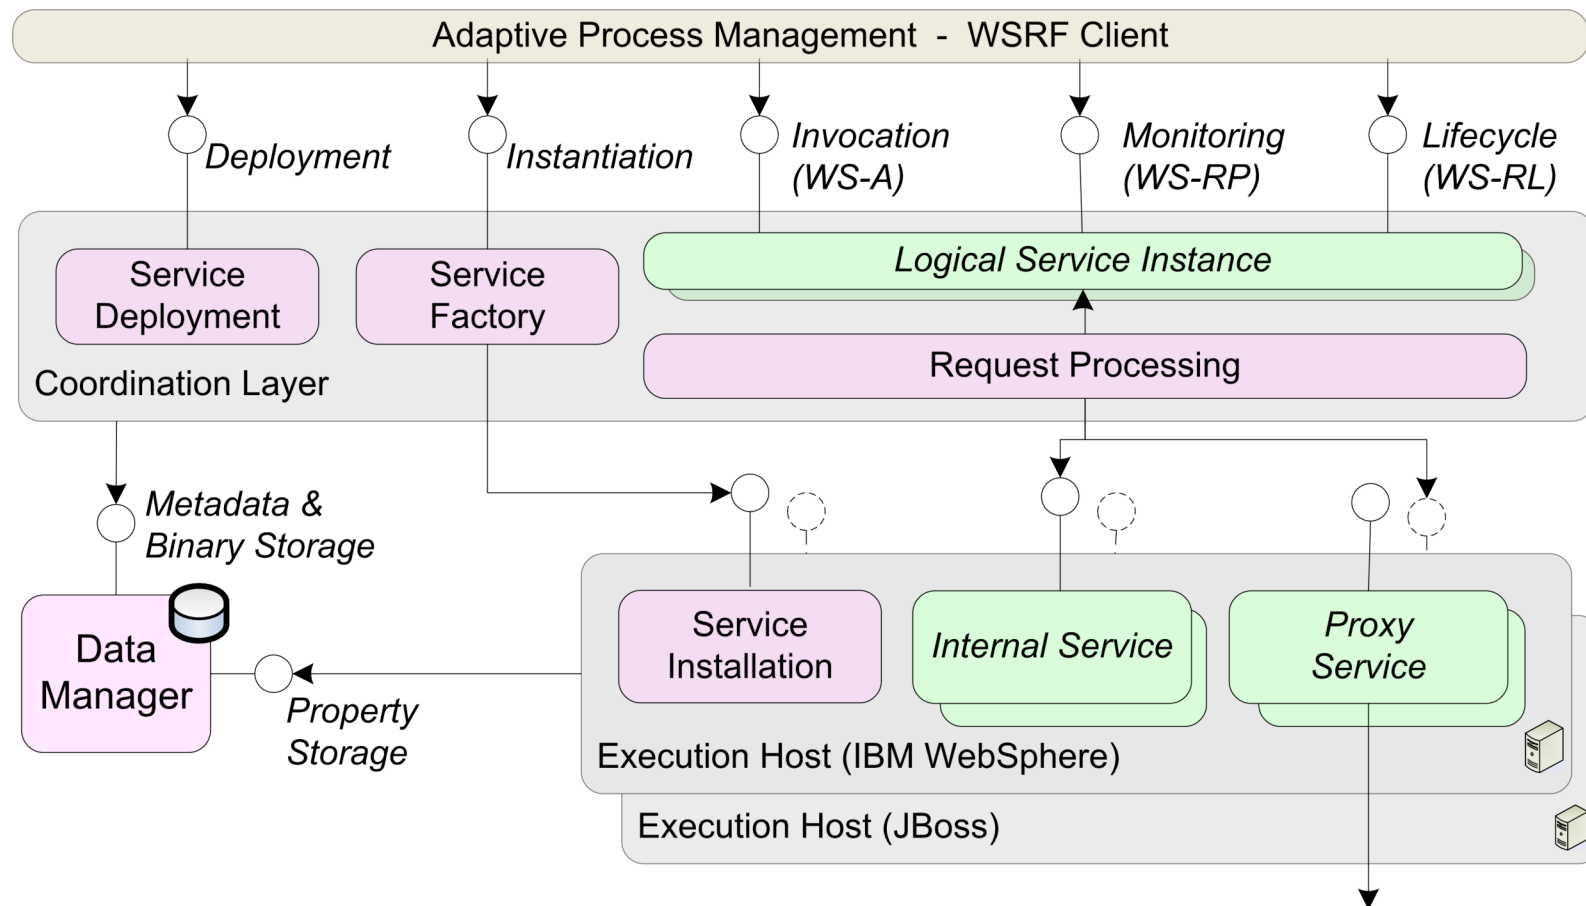 Adaptive Process Management  -  WSRF Client
Deployment
Instantiation
Invocation
(WS-A)
Monitoring
(WS-RP)
Lifecycle
(WS-RL)
Service
Deployment
Service
Factory
Logical Service Instance
Request Processing
Coordination Layer
Metadata &
Binary Storage
Data
Manager
Property
Storage
Service
Installation
Internal Service
Proxy
Service
Execution Host (IBM WebSphere)
Execution Host (JBoss)